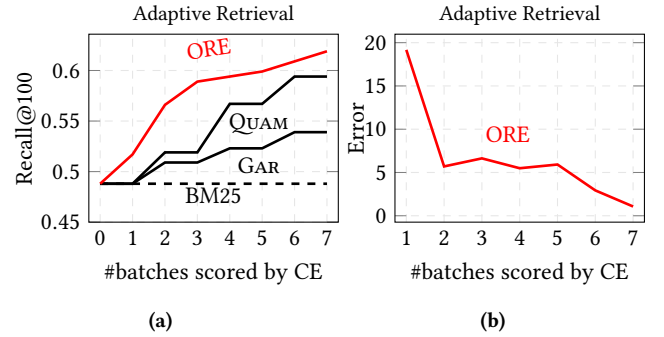 Adaptive Retrieval
Recall@100
0.6
0.55
0.5
0.45
ORE
QUAM
GAR
BM25
0 1 2 3 4 5 6 7
#batches scored by CE
(a)
Adaptive Retrieval
Error
20
15
10
5
0
ORE
1 2 3 4 5 6 7
#batches scored by CE
(b)